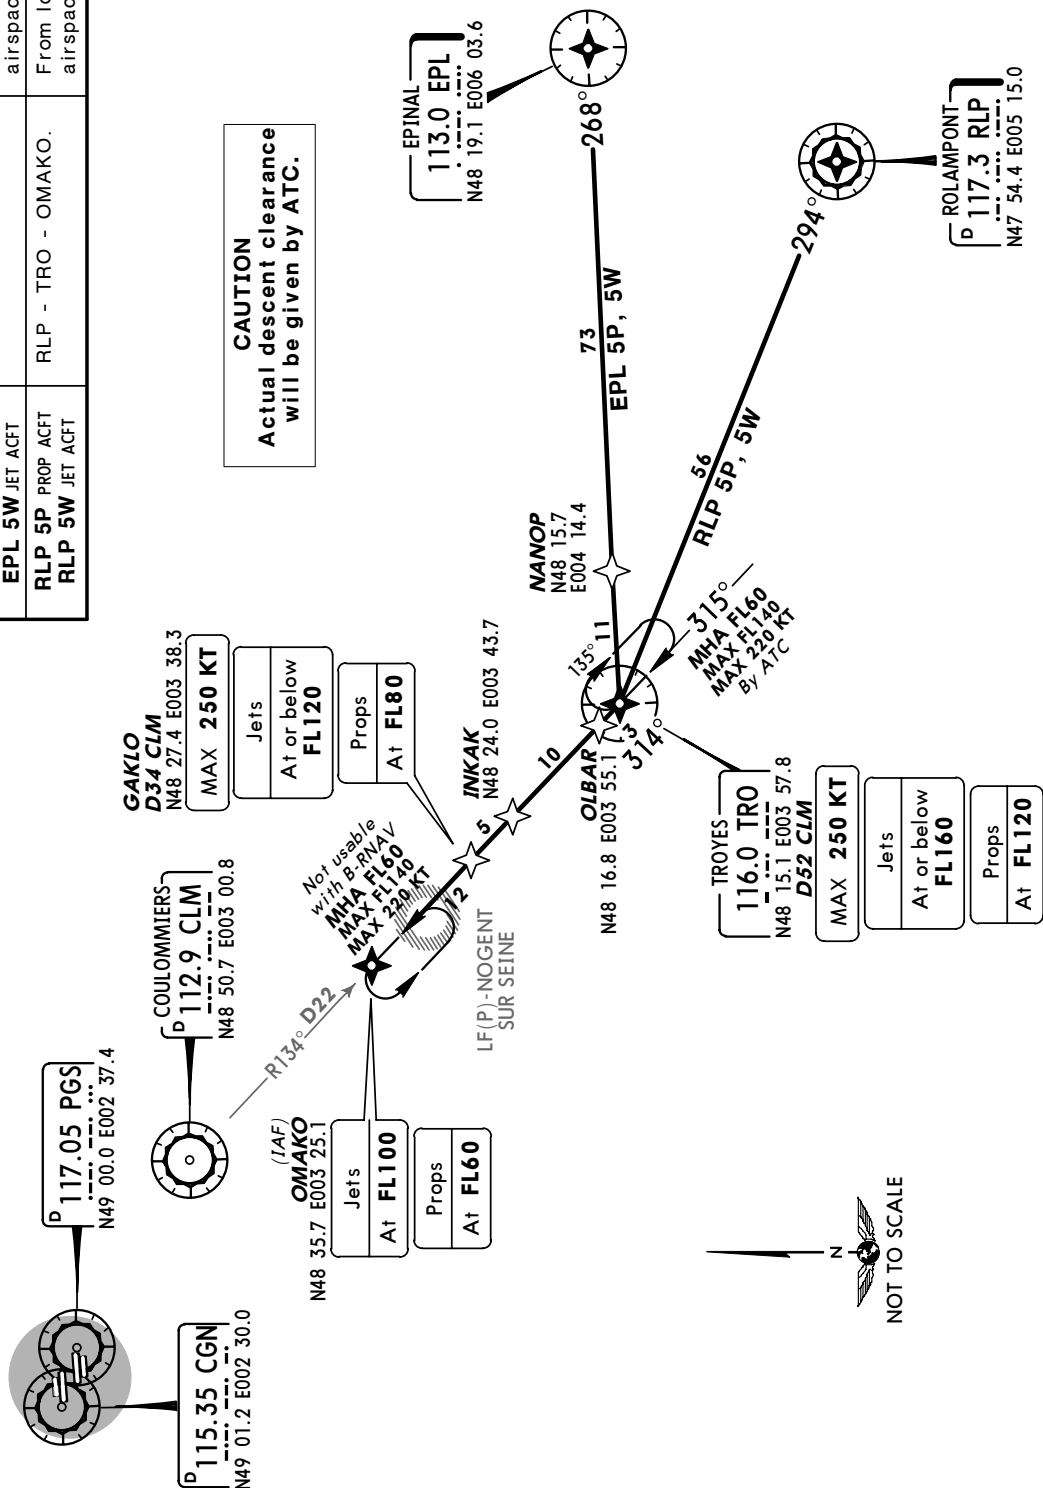 EPL 5W JET ACFT
airspac
RLP 5P PROP ACFT
RLP 5W JET ACFT
RLP - TRO - OMAKO.
From lo
airspac
CAUTION
Actual descent clearance
will be given by ATC.
EPINAL
113.0 EPL
N48 19.1 E006 03.6
268°
ROLAMPONT
D 117.3 RLP
N47 54.4 E005 15.0
294°
73
EPL 5P, 5W
56
RLP 5P, 5W
NANOP
N48 15.7
E004 14.4
11
135°
315°
MHA FL60
MAX FL140
MAX 220 KT
By ATC
GAKLO
D34 CLM
N48 27.4 E003 38.3
MAX 250 KT
Jets
At or below
FL120
Props
At FL80
INKAK
N48 24.0 E003 43.7
10
5
12
3
314°
OLBAR
N48 16.8 E003 55.1
TROYES
116.0 TRO
N48 15.1 E003 57.8
D52 CLM
MAX 250 KT
Jets
At or below
FL160
Props
At FL120
Not usable
with B-RNAV
MHA FL60
MAX FL140
MAX 220 KT
LF(P)-NOGENT
SUR SEINE
COULOMMIERS
D 112.9 CLM
N48 50.7 E003 00.8
R134° D22
(IAF)
OMAKO
N48 35.7 E003 25.1
Jets
At FL100
Props
At FL60
D 117.05 PGS
N49 00.0 E002 37.4
D 115.35 CGN
N49 01.2 E002 30.0
N
NOT TO SCALE